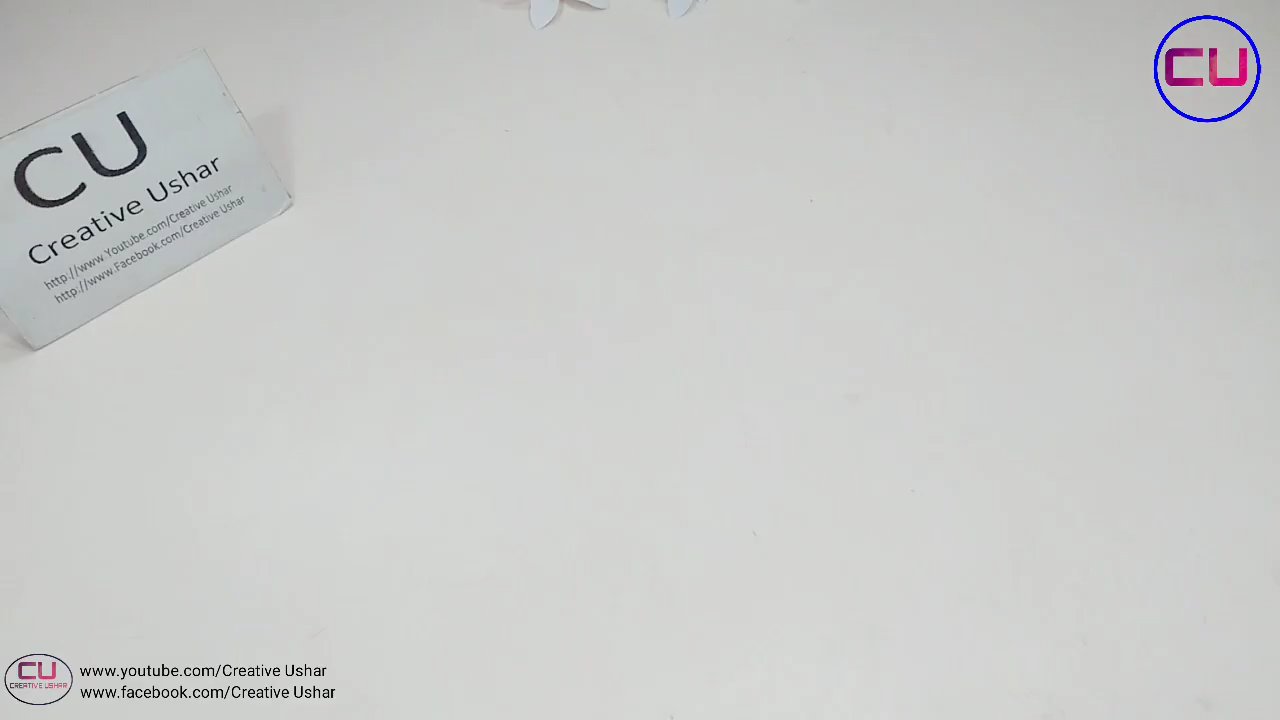 CU
CU
Creative Ushar
http://www.Youtube.com/Creative Ushar
http://www.Facebook.com/Creative Ushar
CU
CREATIVE USHAR
www.youtube.com/Creative Ushar
www.facebook.com/Creative Ushar